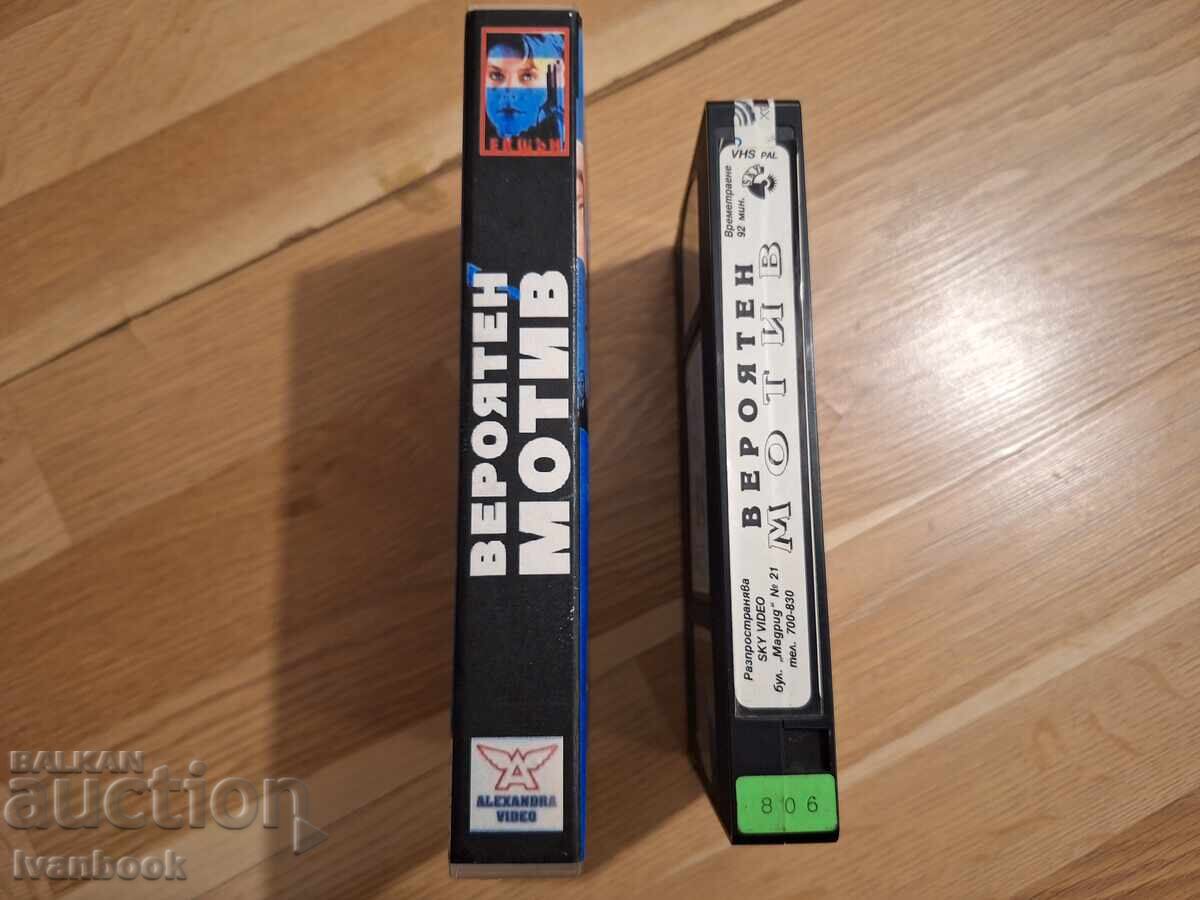 ЕКШЪН
ВЕРОЯТЕН
МОТИВ
ALEXANDRA
VIDEO
VHS PAL
Времетраене
92 мин.
ВЕРОЯТЕН
МОТИВ
Разпространява
SKY VIDEO
бул. „Мадрид“ № 21
тел. 700-830
806
BALKAN
auction
Ivanbook